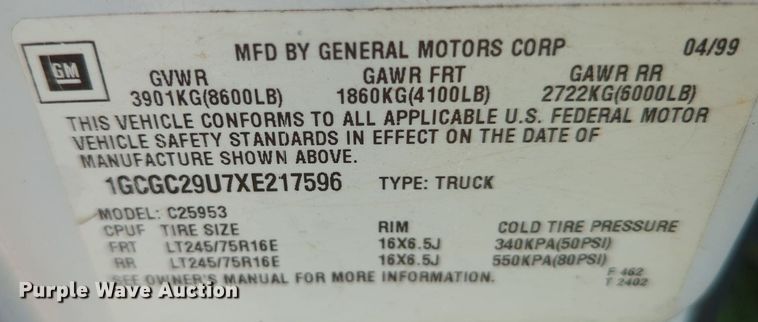 GM
MFD BY GENERAL MOTORS CORP 04/99
GVWR GAWR FRT GAWR RR
3901KG(8600LB) 1860KG(4100LB) 2722KG(6000LB)
THIS VEHICLE CONFORMS TO ALL APPLICABLE U.S. FEDERAL MOTOR
VEHICLE SAFETY STANDARDS IN EFFECT ON THE DATE OF
MANUFACTURE SHOWN ABOVE.
1GCGC29U7XE217596 TYPE: TRUCK
MODEL: C25953
CPUF TIRE SIZE RIM COLD TIRE PRESSURE
FRT LT245/75R16E 16X6.5J 340KPA(50PSI)
RR LT245/75R16E 16X6.5J 550KPA(80PSI)
SEE OWNER'S MANUAL FOR MORE INFORMATION.
F 462
T 2402
Purple Wave Auction